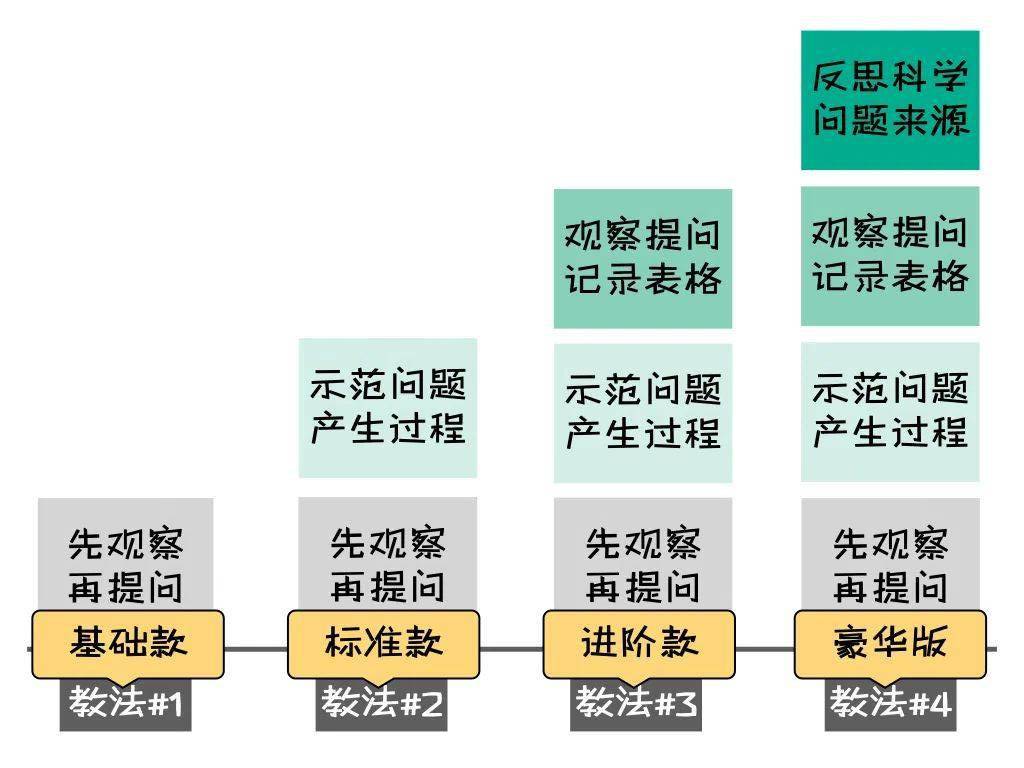 反思科学
问题来源
观察提问
记录表格
观察提问
记录表格
示范问题
产生过程
示范问题
产生过程
示范问题
产生过程
先观察
再提问
先观察
再提问
先观察
再提问
先观察
再提问
基础款
标准款
进阶款
豪华版
教法#1
教法#2
教法#3
教法#4